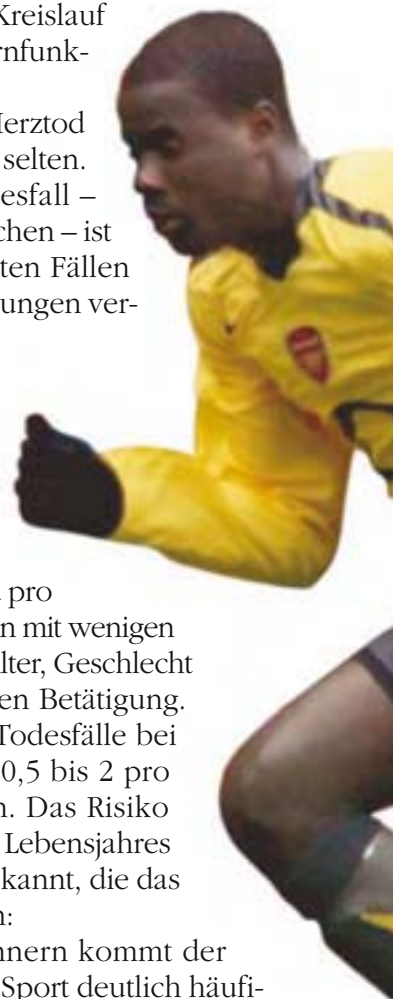 Kreislauf
rnfunk-
Herztod
selten.
esfall –
chen – ist
ten Fällen
ungen ver-
pro
n mit wenigen
lter, Geschlecht
en Betätigung.
Todesfälle bei
0,5 bis 2 pro
n. Das Risiko
Lebensjahres
kannt, die das
n:
nnern kommt der
Sport deutlich häufi-